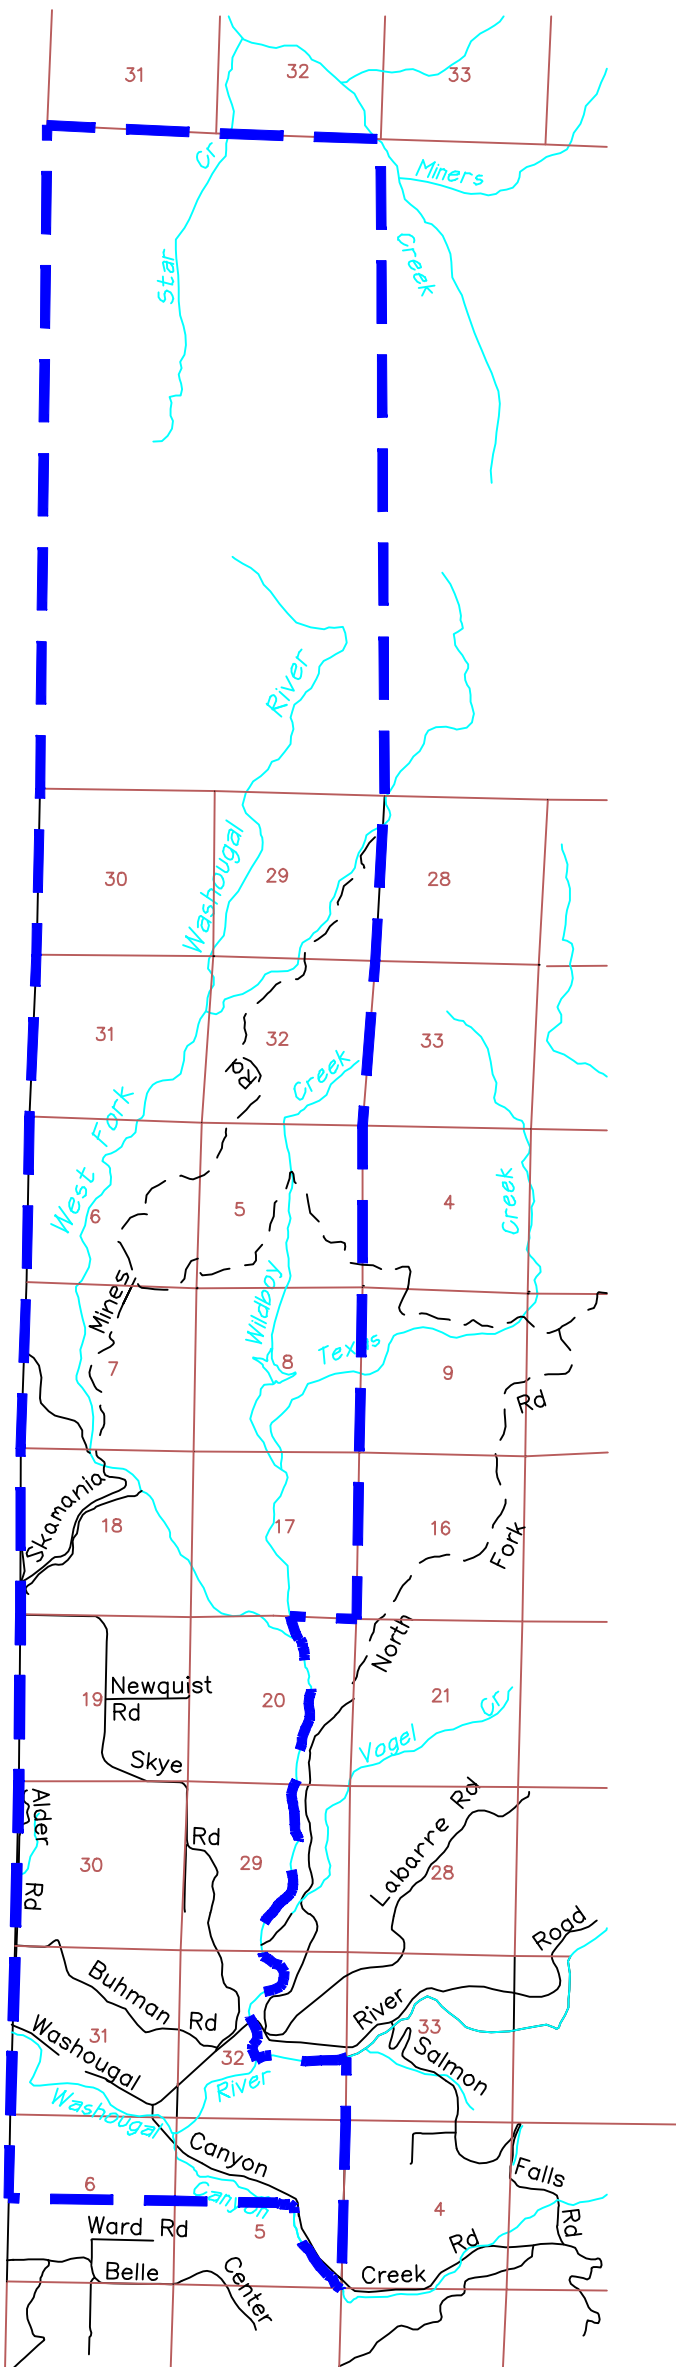 31
32
33
Star
Cr
Miners
Creek
River
Washougal
30
29
28
31
32
33
Rd
Creek
West Fork
6
5
4
Creek
Mines
Wildboy
7
8
Texas
9
Rd
Skamania
18
17
16
Fork
North
19
Newquist
Rd
20
21
Vogel
Cr
Skye
Alder
Rd
Rd
30
29
Labarre Rd
28
Road
Buhman Rd
River
31
Washougal
32
33
Salmon
River
Washougal
Canyon
6
Canyon
5
4
Falls
Rd
Ward Rd
Belle
Center
Creek
Rd